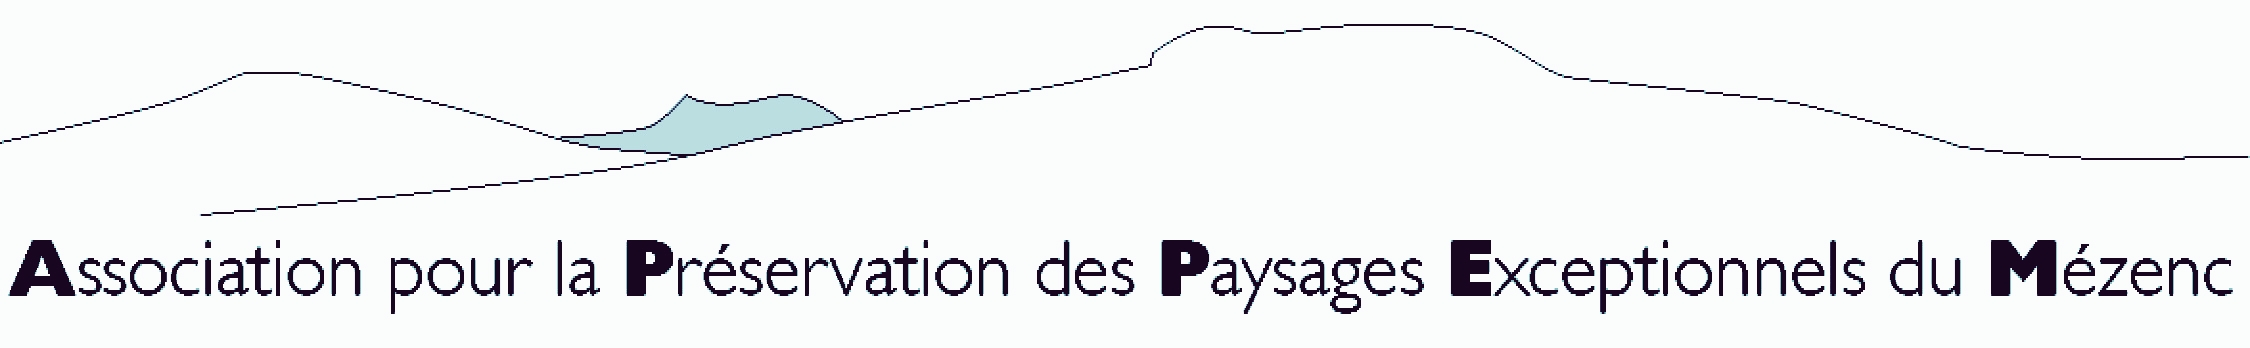 Association pour la Préservation des Paysages Exceptionnels du Mézenc